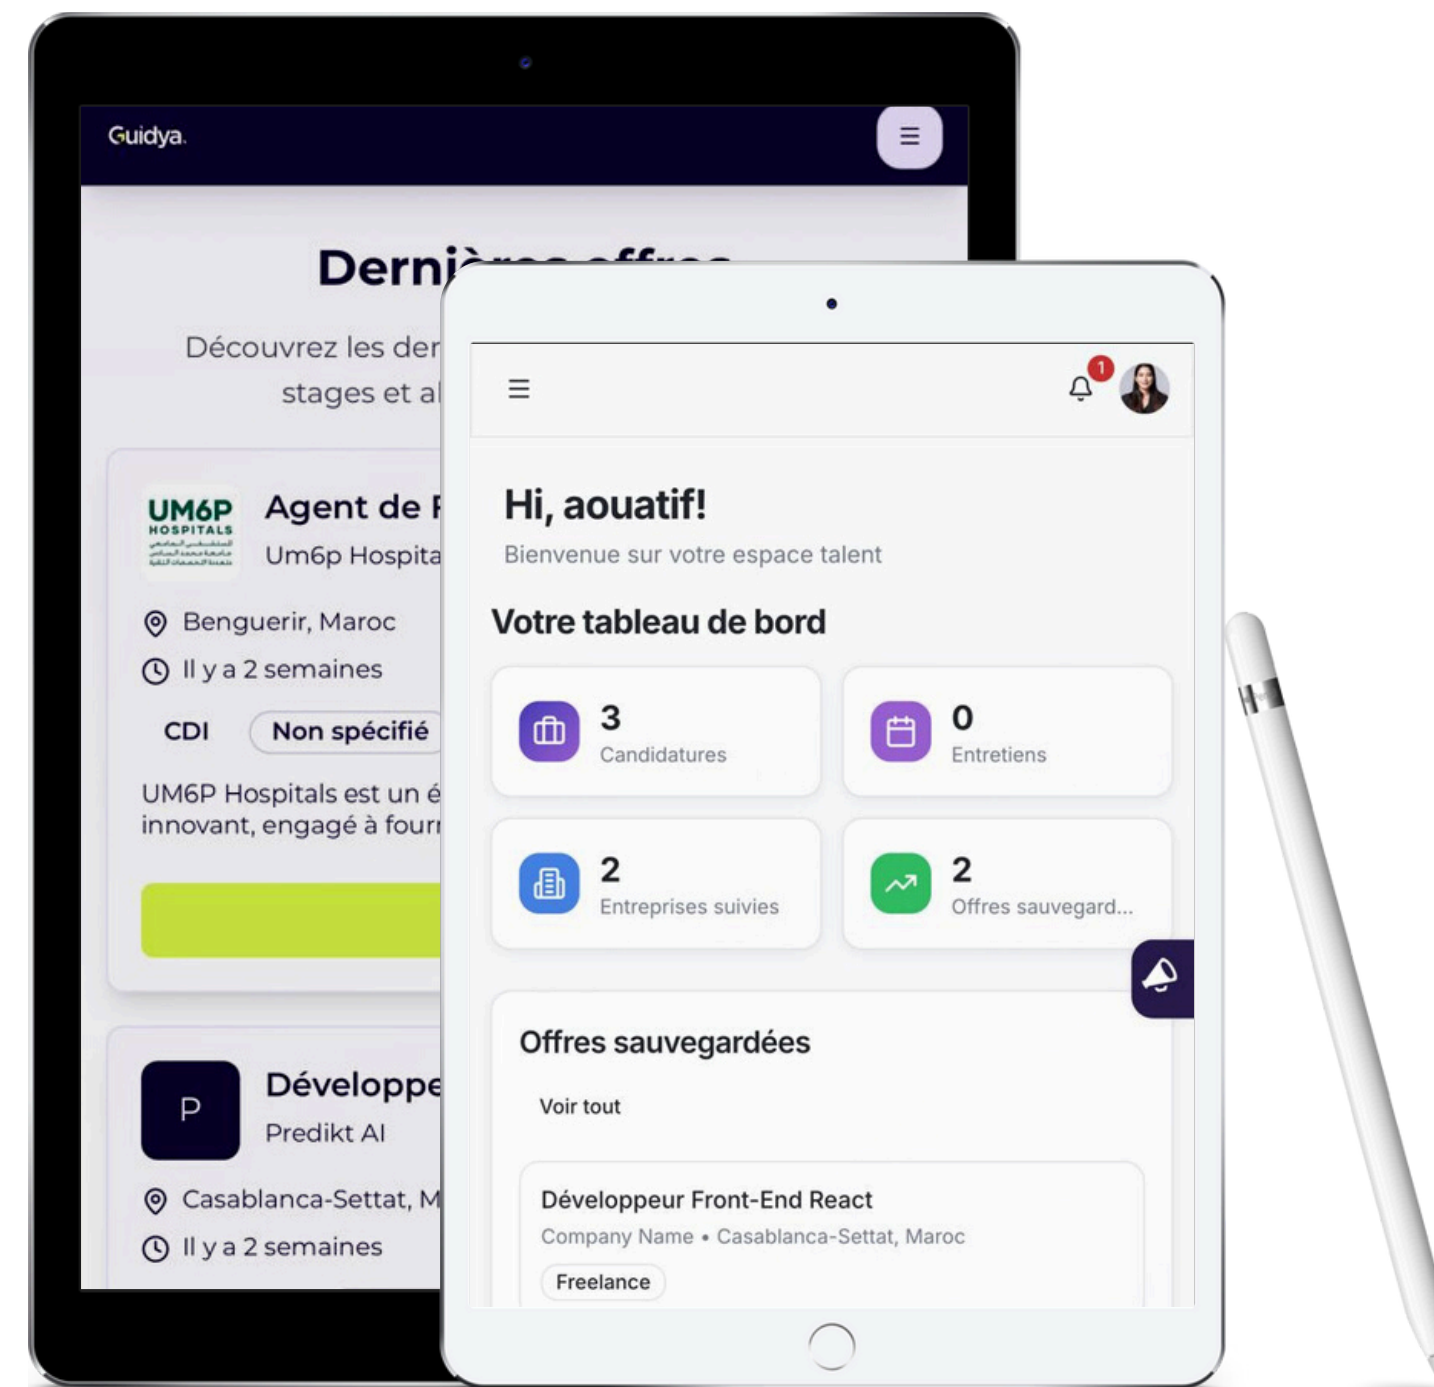 Guidya.
Dernières offres
Découvrez les der
stages et al
UM6P
HOSPITALS
Agent de
Um6p Hospita
Benguerir, Maroc
Il y a 2 semaines
CDI
Non spécifié
UM6P Hospitals est un é
innovant, engagé à four
P
Développe
Predikt AI
Casablanca-Settat, M
Il y a 2 semaines
1
Hi, aouatif!
Bienvenue sur votre espace talent
Votre tableau de bord
3
Candidatures
0
Entretiens
2
Entreprises suivies
2
Offres sauvegard...
Offres sauvegardées
Voir tout
Développeur Front-End React
Company Name • Casablanca-Settat, Maroc
Freelance